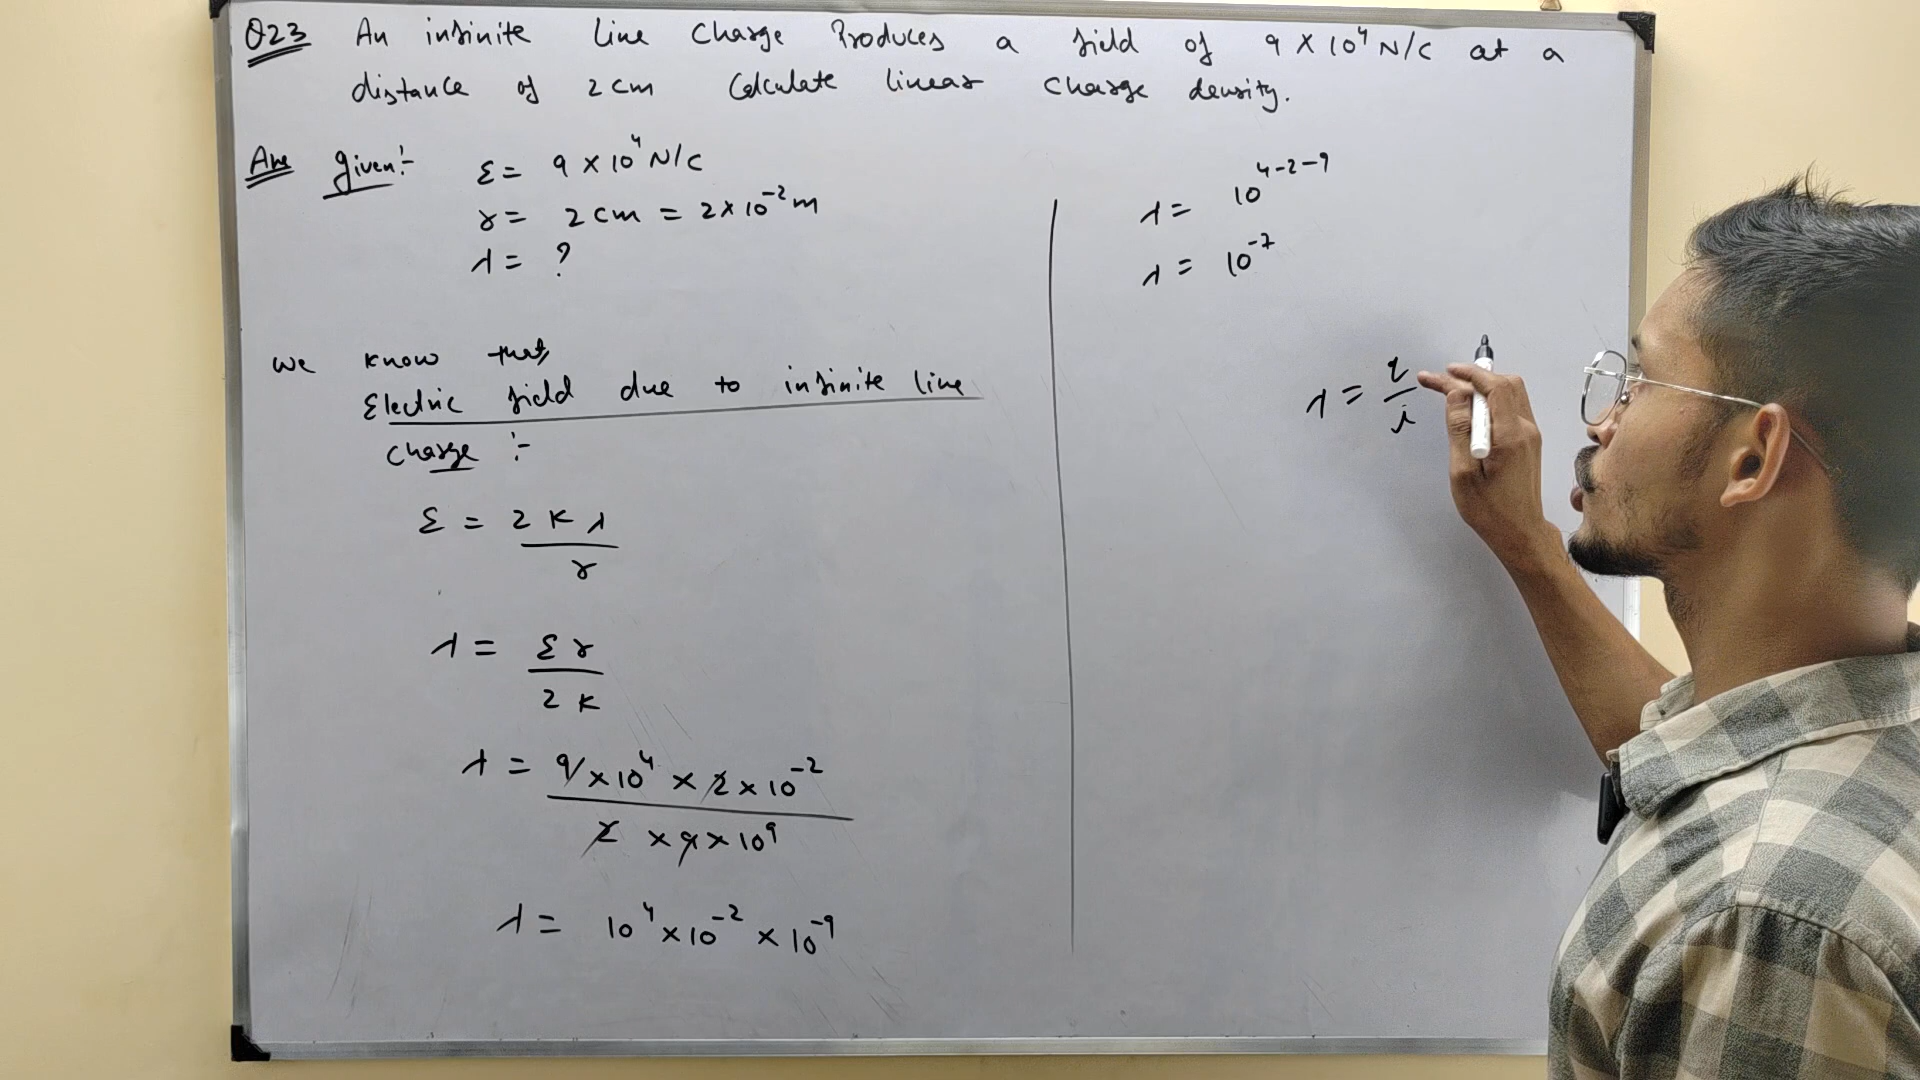 Q23 An infinite line charge produces a field of 9 × 10⁴ N/C at a
distance of 2 cm Calculate linear charge density.
Ans given:- E = 9 × 10⁴ N/C
r = 2 cm = 2 × 10⁻² m
λ = ?
We know that,
Electric field due to infinite line
charge :-
E = 2 K λ / r
λ = E r / 2 K
λ = 9 × 10⁴ × 2 × 10⁻² / 2 × 9 × 10⁹
λ = 10⁴ × 10⁻² × 10⁻⁹
λ = 10⁴⁻²⁻⁹
λ = 10⁻⁷
λ =